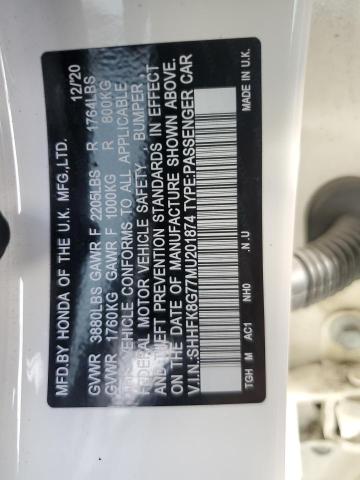 MFD.BY HONDA OF THE U.K. MFG.,LTD. 12/'20
GVWR 3880LBS GAWR F 2205LBS R 1764LBS
GVWR 1760KG GAWR F 1000KG R 800KG
THIS VEHICLE CONFORMS TO ALL APPLICABLE
FEDERAL MOTOR VEHICLE SAFETY, BUMPER,
AND THEFT PREVENTION STANDARDS IN EFFECT
ON THE DATE OF MANUFACTURE SHOWN ABOVE.
V.I.N.:SHHFK8G77MU201874 TYPE:PASSENGER CAR
TGH M AC1 NH0 .N.U MADE IN U.K.